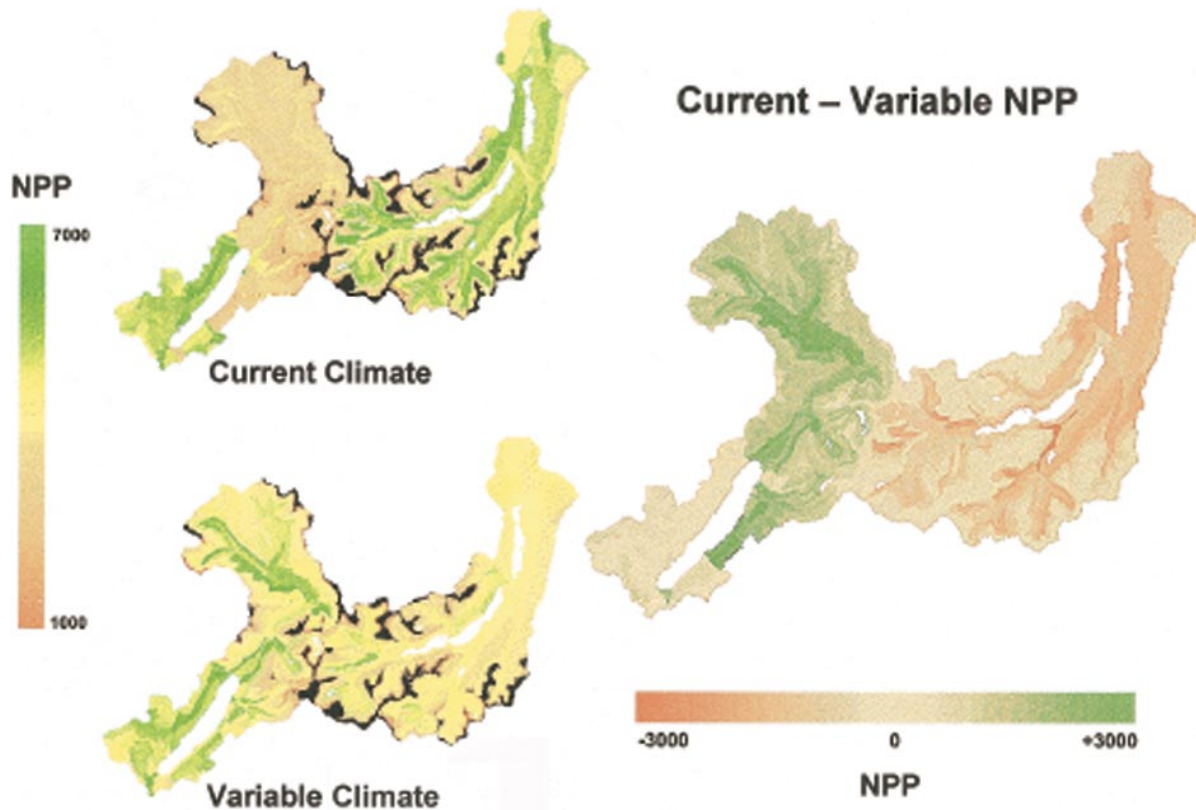 Current – Variable NPP
NPP
7000
1000
Current Climate
Variable Climate
-3000
0
+3000
NPP